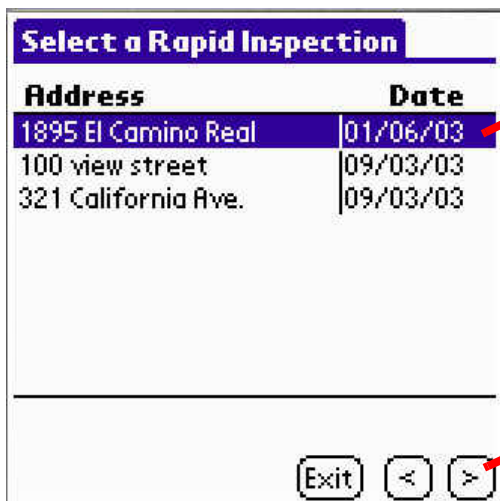 Select a Rapid Inspection
Address Date
1895 El Camino Real 01/06/03
100 view street 09/03/03
321 California Ave. 09/03/03
Exit < >